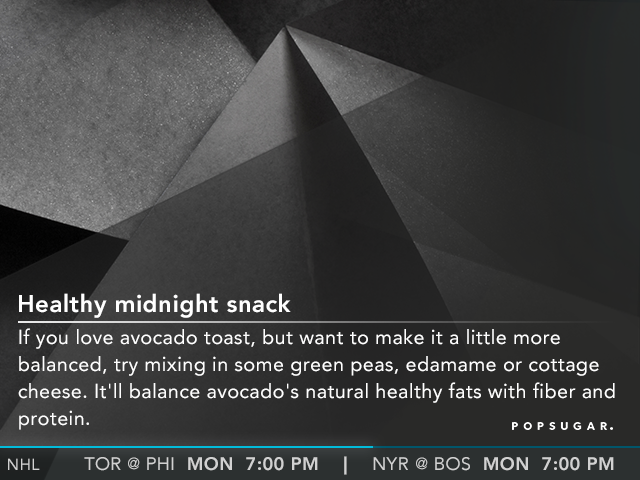 Healthy midnight snack
If you love avocado toast, but want to make it a little more
balanced, try mixing in some green peas, edamame or cottage
cheese. It'll balance avocado's natural healthy fats with fiber and
protein.
POPSUGAR.
NHL TOR @ PHI MON 7:00 PM | NYR @ BOS MON 7:00 PM